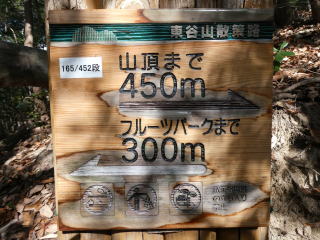 東谷山散策路
165/452段
山頂まで
450m
フルーツパークまで
300m